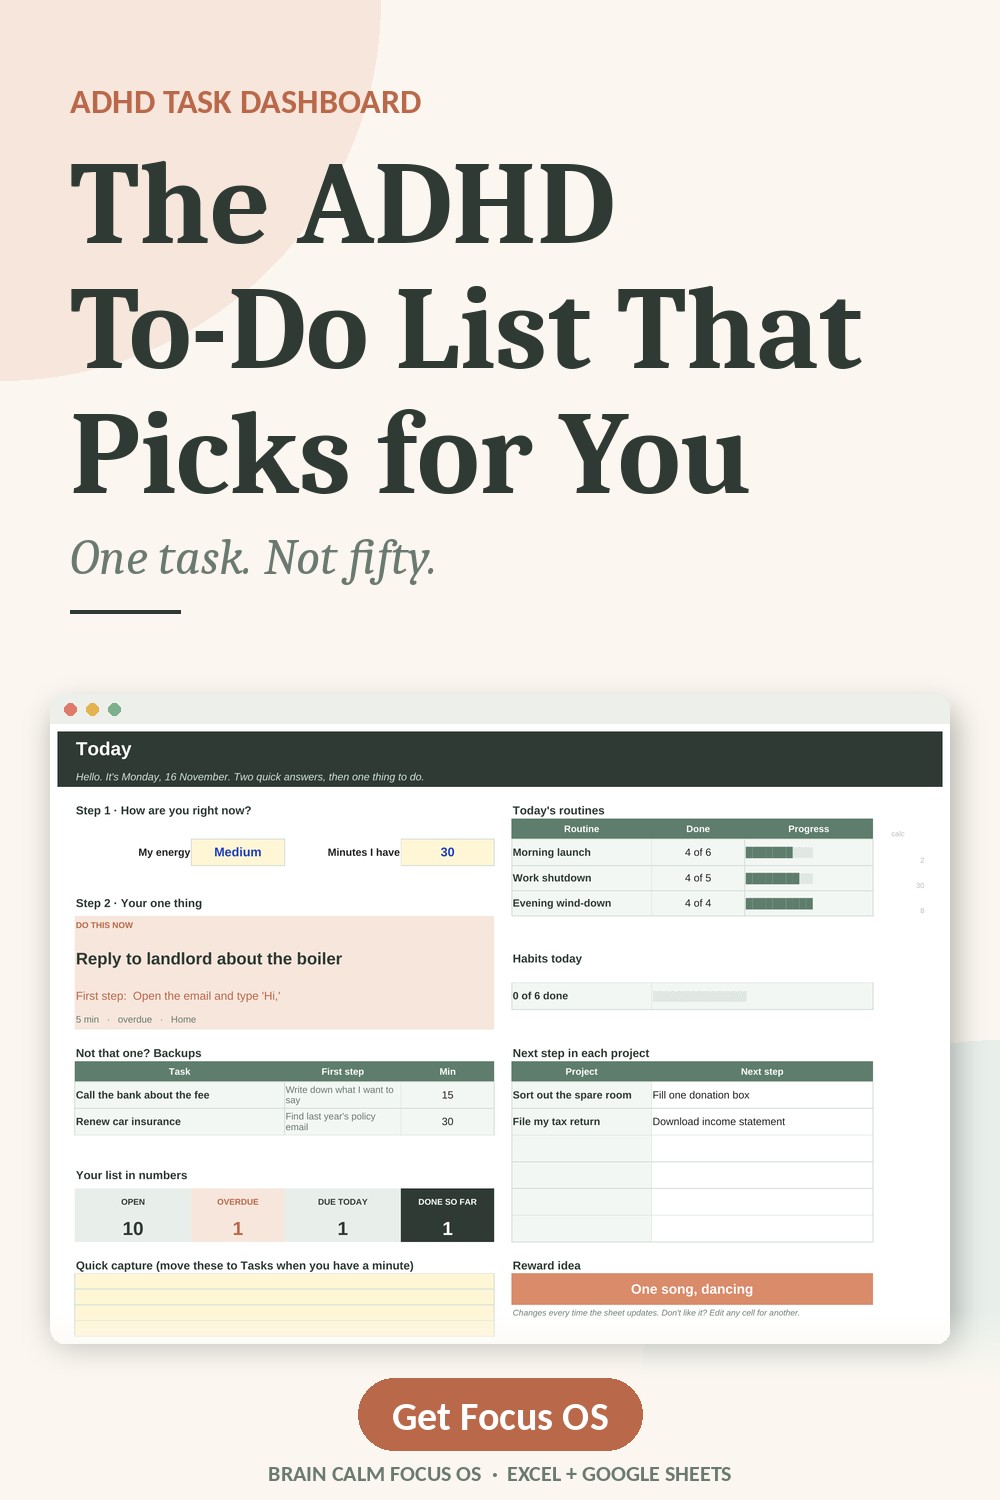 ADHD TASK DASHBOARD
The ADHD
To-Do List That
Picks for You
One task. Not fifty.
Today
Hello. It's Monday, 16 November. Two quick answers, then one thing to do.
Step 1 · How are you right now?
My energy Medium Minutes I have 30
Step 2 · Your one thing
DO THIS NOW
Reply to landlord about the boiler
First step: Open the email and type 'Hi,'
5 min · overdue · Home
Not that one? Backups
Task First step Min
Call the bank about the fee Write down what I want to say 15
Renew car insurance Find last year's policy email 30
Your list in numbers
OPEN OVERDUE DUE TODAY DONE SO FAR
10 1 1 1
Quick capture (move these to Tasks when you have a minute)
Today's routines
Routine Done Progress
calc
Morning launch 4 of 6
2
Work shutdown 4 of 5
30
Evening wind-down 4 of 4
8
Habits today
0 of 6 done
Next step in each project
Project Next step
Sort out the spare room Fill one donation box
File my tax return Download income statement
Reward idea
One song, dancing
Changes every time the sheet updates. Don't like it? Edit any cell for another.
Get Focus OS
BRAIN CALM FOCUS OS · EXCEL + GOOGLE SHEETS